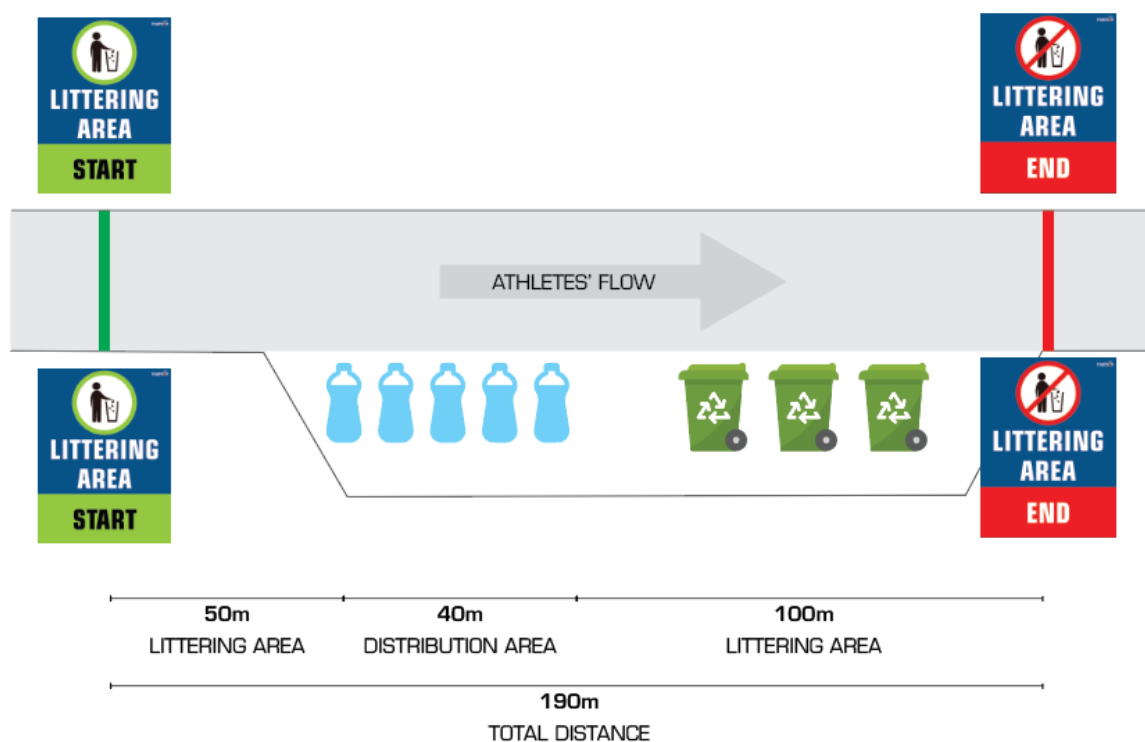 LITTERING
AREA
START
LITTERING
AREA
END
ATHLETES' FLOW
LITTERING
AREA
START
LITTERING
AREA
END
50m
LITTERING AREA
40m
DISTRIBUTION AREA
100m
LITTERING AREA
190m
TOTAL DISTANCE